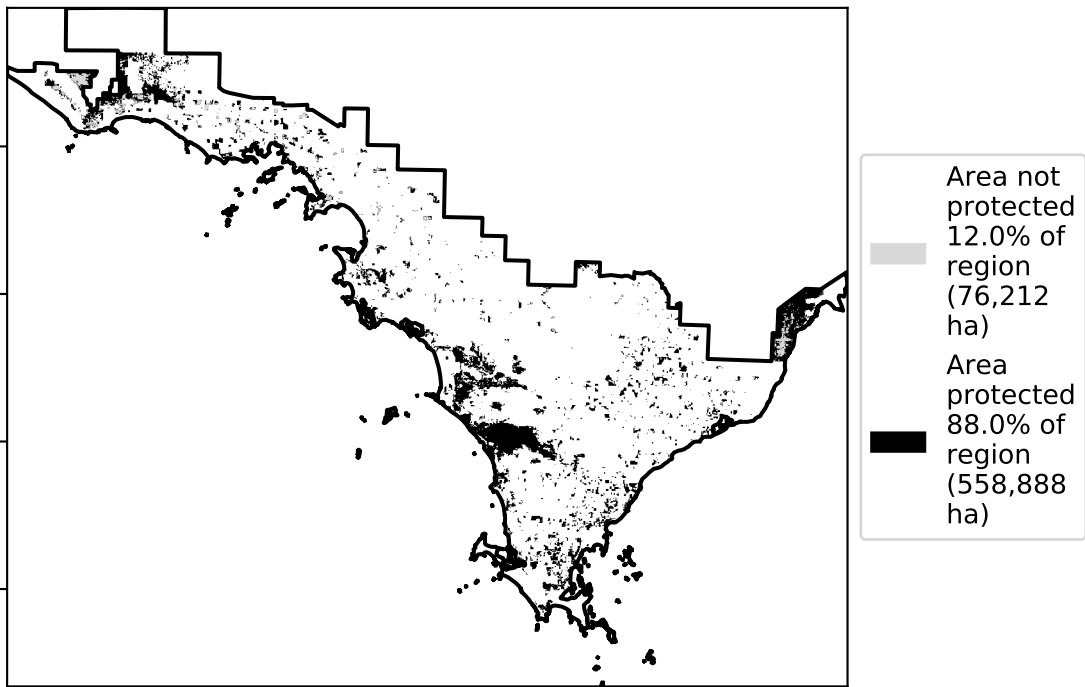 Area not
protected
12.0% of
region
(76,212
ha)
Area
protected
88.0% of
region
(558,888
ha)